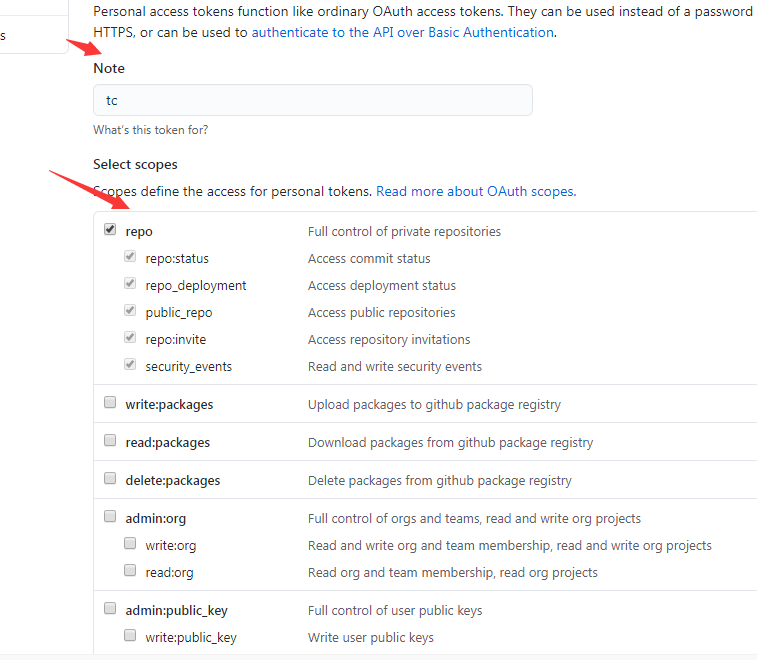 Personal access tokens function like ordinary OAuth access tokens. They can be used instead of a password
HTTPS, or can be used to authenticate to the API over Basic Authentication.
s
Note
tc
What's this token for?
Select scopes
Scopes define the access for personal tokens. Read more about OAuth scopes.
repo Full control of private repositories
repo:status Access commit status
repo_deployment Access deployment status
public_repo Access public repositories
repo:invite Access repository invitations
security_events Read and write security events
write:packages Upload packages to github package registry
read:packages Download packages from github package registry
delete:packages Delete packages from github package registry
admin:org Full control of orgs and teams, read and write org projects
write:org Read and write org and team membership, read and write org projects
read:org Read org and team membership, read org projects
admin:public_key Full control of user public keys
write:public_key Write user public keys